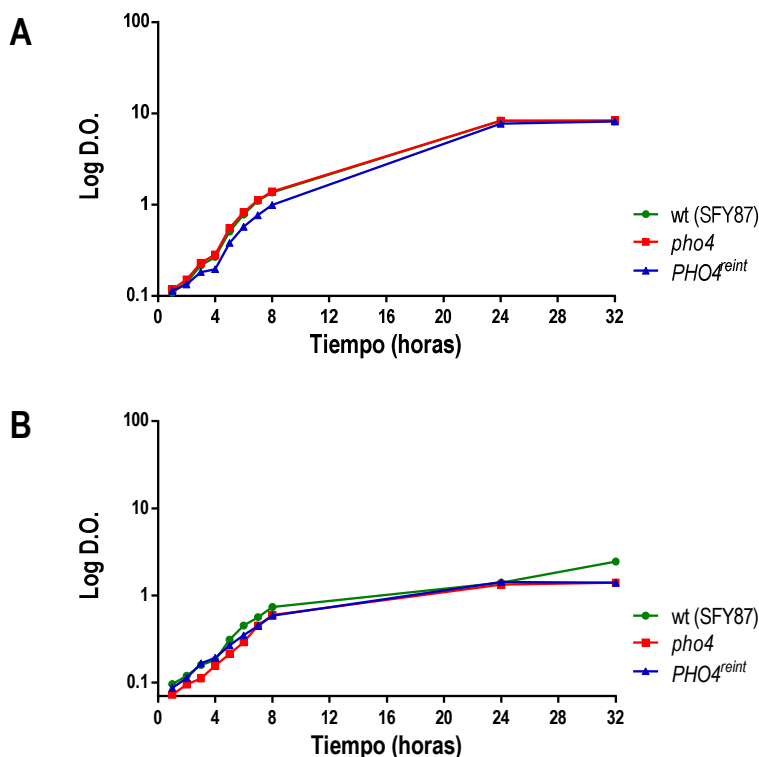 A
100
10
1
0.1
Log D.O.
0 4 8 12 16 20 24 28 32
Tiempo (horas)
wt (SFY87)
pho4
PHO4reint
B
100
10
1
0.1
Log D.O.
0 4 8 12 16 20 24 28 32
Tiempo (horas)
wt (SFY87)
pho4
PHO4reint